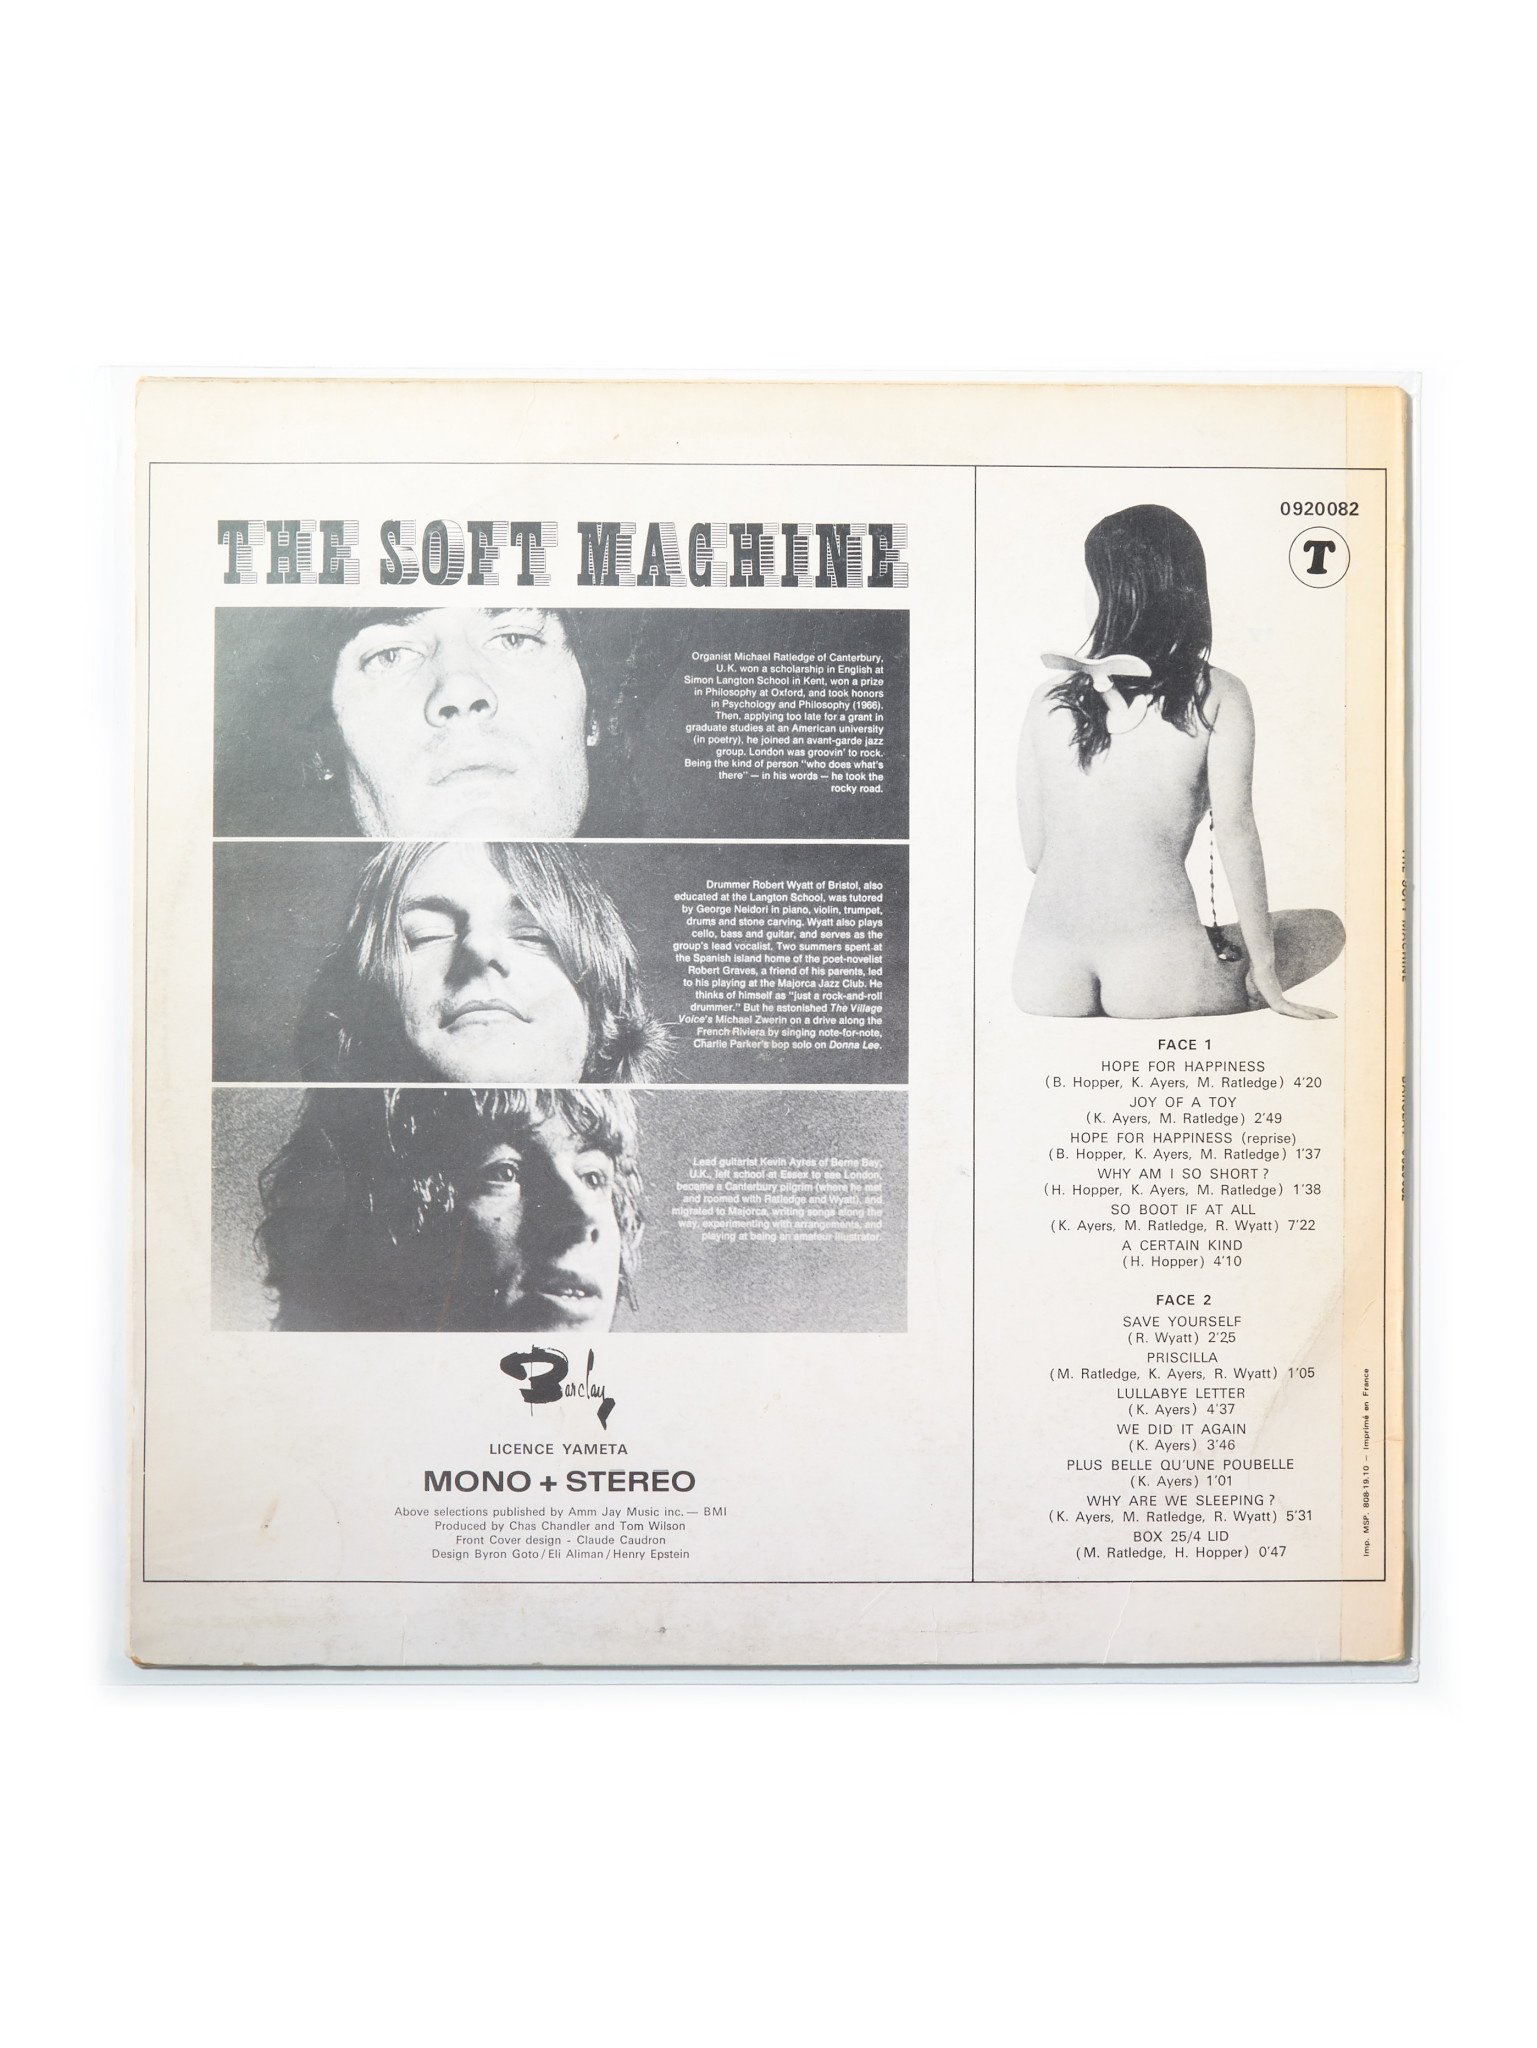 THE SOFT MACHINE
Organist Michael Ratledge of Canterbury,
U.K. won a scholarship in English at
Simon Langton School in Kent, won a prize
in Philosophy at Oxford, and took honors
in Psychology and Philosophy (1966).
Then, applying too late for a grant in
graduate studies at an American university
(in poetry), he joined an avant-garde jazz
group. London was groovin' to rock.
Being the kind of person "who does what's
there" — in his words — he took the
rocky road.
Drummer Robert Wyatt of Bristol, also
educated at the Langton School, was tutored
by George Neidori in piano, violin, trumpet,
drums and stone carving. Wyatt also plays
cello, bass and guitar, and serves as the
group's lead vocalist. Two summers spent at
the Spanish island home of the poet-novelist
Robert Graves, a friend of his parents, led
to his playing at the Majorca Jazz Club. He
thinks of himself as "just a rock-and-roll
drummer." But he astonished The Village
Voice's Michael Zwerin on a drive along the
French Riviera by singing note-for-note,
Charlie Parker's bop solo on Donna Lee.
Lead guitarist Kevin Ayres of Berne Bay,
U.K., left school at Essex to see London,
became a Canterbury pilgrim (where he met
and roomed with Ratledge and Wyatt), and
migrated to Majorca, writing songs along the
way, experimenting with arrangements, and
playing at being an amateur illustrator.
Barclay
LICENCE YAMETA
MONO + STEREO
Above selections published by Amm Jay Music inc. — BMI
Produced by Chas Chandler and Tom Wilson
Front Cover design - Claude Caudron
Design Byron Goto / Eli Aliman / Henry Epstein
0920082
T
FACE 1
HOPE FOR HAPPINESS
(B. Hopper, K. Ayers, M. Ratledge) 4'20
JOY OF A TOY
(K. Ayers, M. Ratledge) 2'49
HOPE FOR HAPPINESS (reprise)
(B. Hopper, K. Ayers, M. Ratledge) 1'37
WHY AM I SO SHORT ?
(H. Hopper, K. Ayers, M. Ratledge) 1'38
SO BOOT IF AT ALL
(K. Ayers, M. Ratledge, R. Wyatt) 7'22
A CERTAIN KIND
(H. Hopper) 4'10
FACE 2
SAVE YOURSELF
(R. Wyatt) 2'25
PRISCILLA
(M. Ratledge, K. Ayers, R. Wyatt) 1'05
LULLABYE LETTER
(K. Ayers) 4'37
WE DID IT AGAIN
(K. Ayers) 3'46
PLUS BELLE QU'UNE POUBELLE
(K. Ayers) 1'01
WHY ARE WE SLEEPING ?
(K. Ayers, M. Ratledge, R. Wyatt) 5'31
BOX 25/4 LID
(M. Ratledge, H. Hopper) 0'47
Imp. MSP. 808-19.10 — Imprimé en France
THE SOFT MACHINE